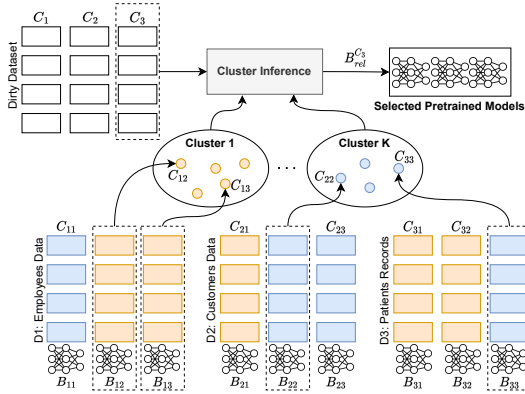 C₁ C₂ C₃
Dirty Dataset
Cluster Inference
B_{rel}^{C₃}
Selected Pretrained Models
Cluster 1
C₁₂
C₁₃
...
Cluster K
C₂₂
C₃₃
C₁₁
D1: Employees Data
B₁₁ B₁₂ B₁₃
C₂₁ C₂₃
D2: Customers Data
B₂₁ B₂₂ B₂₃
C₃₁ C₃₂
D3: Patients Records
B₃₁ B₃₂ B₃₃